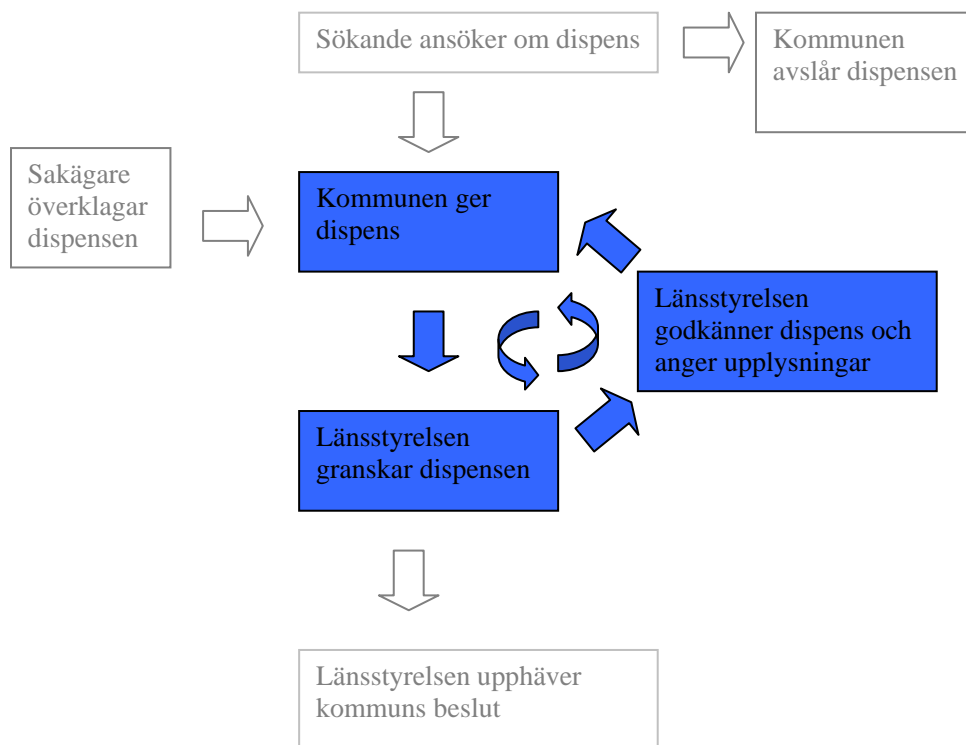 Sökande ansöker om dispens
Kommunen
avslår dispensen
Sakägare
överklagar
dispensen
Kommunen ger
dispens
Länsstyrelsen
godkänner dispens och
anger upplysningar
Länsstyrelsen
granskar dispensen
Länsstyrelsen upphäver
kommuns beslut